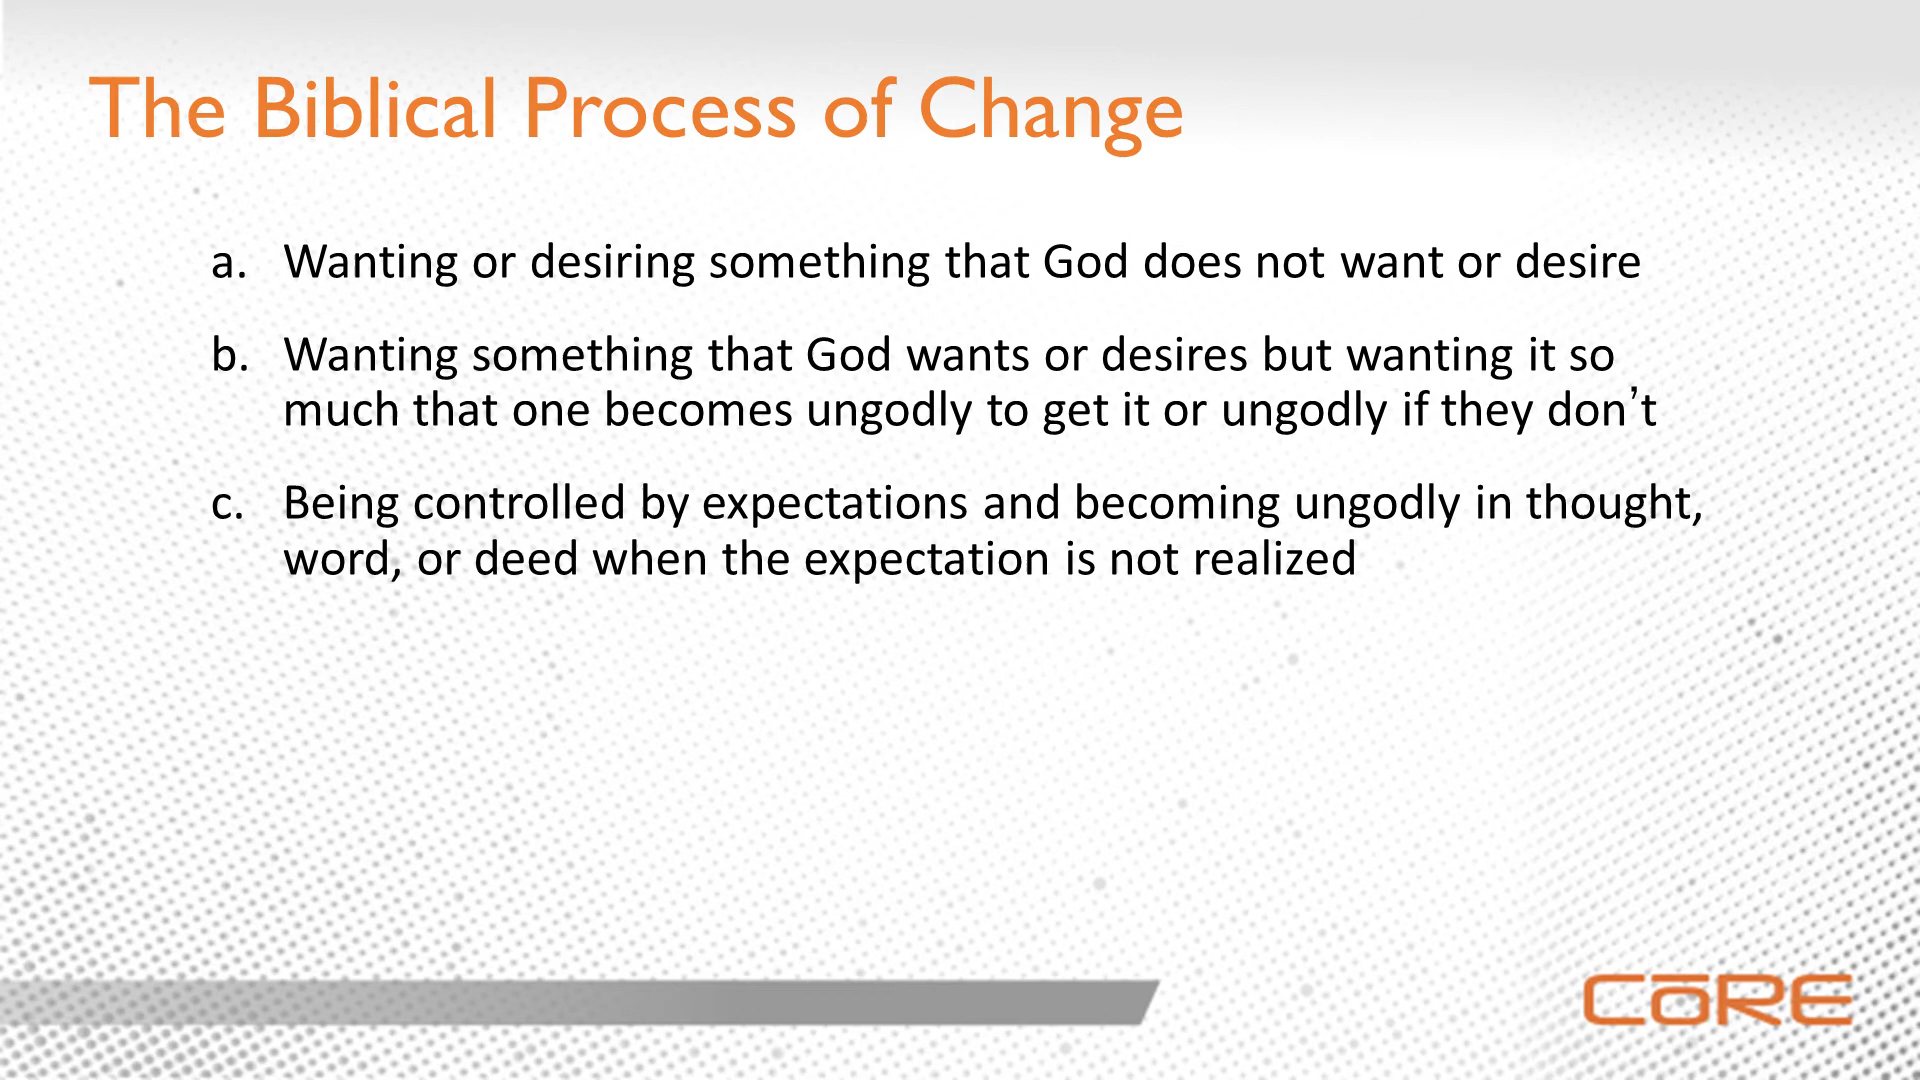 The Biblical Process of Change
a. Wanting or desiring something that God does not want or desire
b. Wanting something that God wants or desires but wanting it so
much that one becomes ungodly to get it or ungodly if they don’t
c. Being controlled by expectations and becoming ungodly in thought,
word, or deed when the expectation is not realized
CōRE